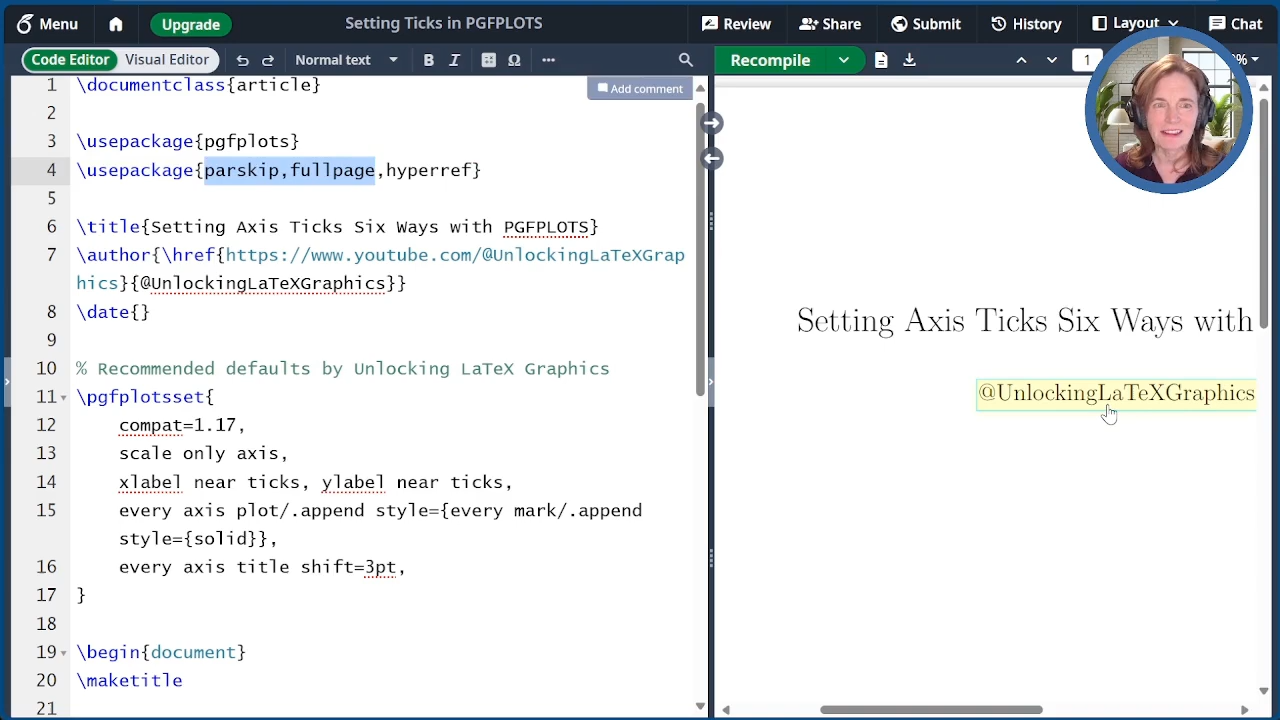 Menu Upgrade Setting Ticks in PGFPLOTS Review Share Submit History Layout Chat
Code Editor Visual Editor Normal text B I Ω Recompile 1 %
Add comment
1 \documentclass{article}
2
3 \usepackage{pgfplots}
4 \usepackage{parskip,fullpage,hyperref}
5
6 \title{Setting Axis Ticks Six Ways with PGFPLOTS}
7 \author{\href{https://www.youtube.com/@UnlockingLaTeXGrap
hics}{@UnlockingLaTeXGraphics}}
8 \date{}
9
10 % Recommended defaults by Unlocking LaTeX Graphics
11 \pgfplotsset{
12 compat=1.17,
13 scale only axis,
14 xlabel near ticks, ylabel near ticks,
15 every axis plot/.append style={every mark/.append
style={solid}},
16 every axis title shift=3pt,
17 }
18
19 \begin{document}
20 \maketitle
21
Setting Axis Ticks Six Ways with
@UnlockingLaTeXGraphics